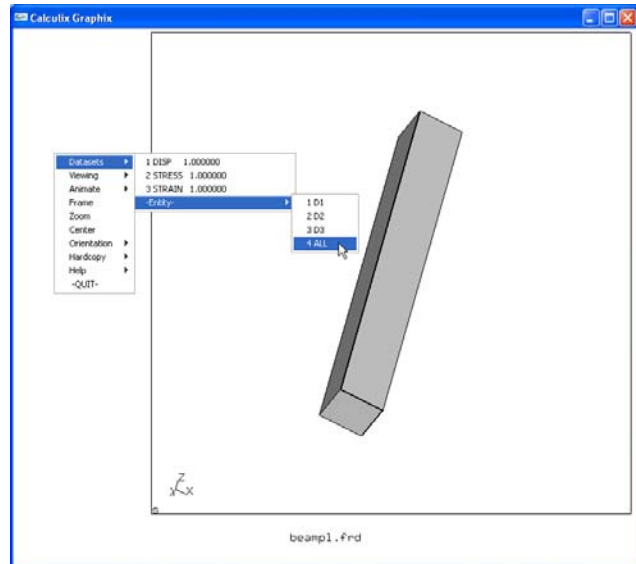 Calculix Graphix
Datasets
Viewing
Animate
Frame
Zoom
Center
Orientation
Hardcopy
Help
-QUIT-
1 DISP 1.000000
2 STRESS 1.000000
3 STRAIN 1.000000
-Entity-
1 D1
2 D2
3 D3
4 ALL
Z
X
beampl.frd